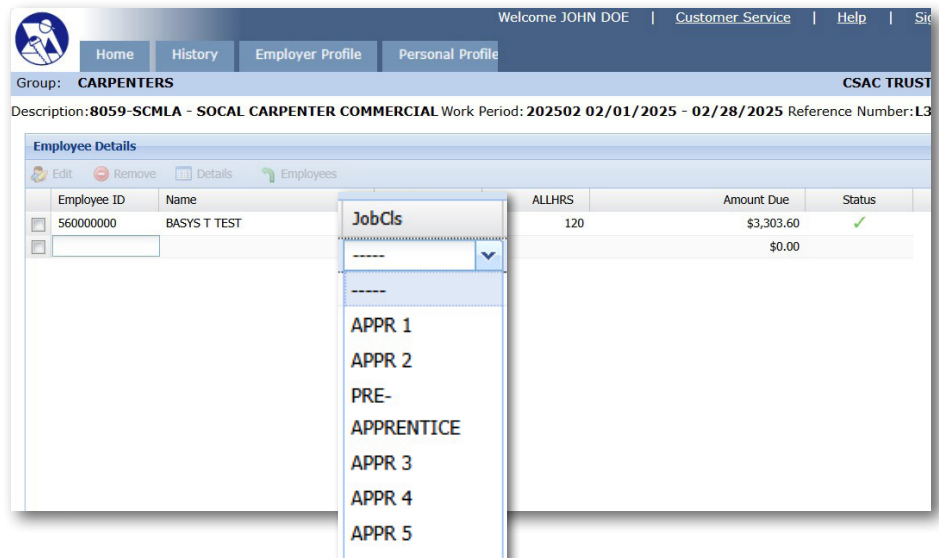 Welcome JOHN DOE | Customer Service | Help |
Home History Employer Profile Personal Profile
Group: CARPENTERS CSAC TRUST
Description:8059-SCMLA - SOCAL CARPENTER COMMERCIAL Work Period: 202502 02/01/2025 - 02/28/2025 Reference Number:L3
Employee Details
Edit Remove Details Employees
Employee ID Name JobCls ALLHRS Amount Due Status
560000000 BASYS T TEST 120 $3,303.60 ✓
----- $0.00
-----
APPR 1
APPR 2
PRE-
APPRENTICE
APPR 3
APPR 4
APPR 5